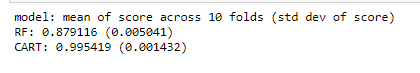 model: mean of score across 10 folds (std dev of score)
RF: 0.879116 (0.005041)
CART: 0.995419 (0.001432)